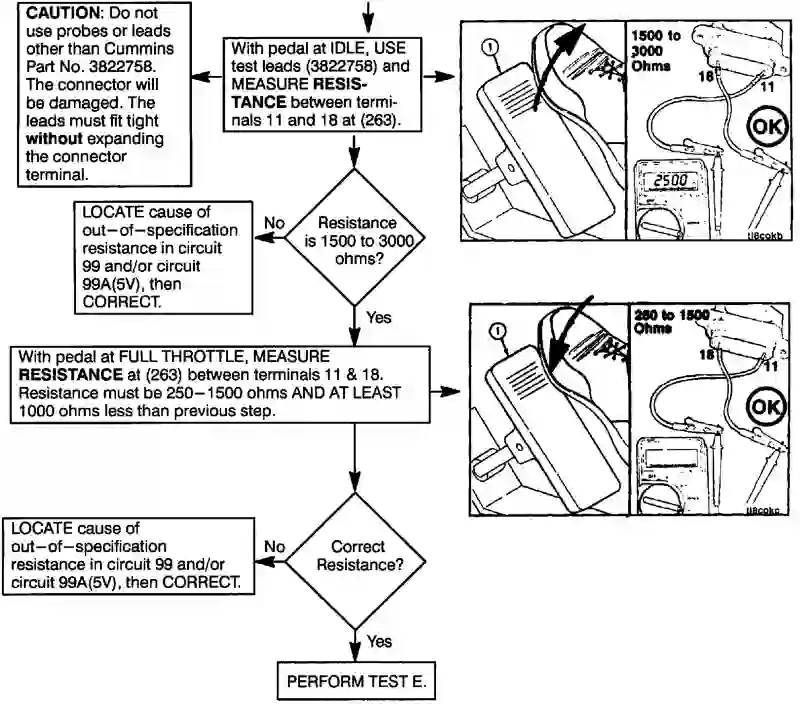 CAUTION: Do not
use probes or leads
other than Cummins
Part No. 3822758.
The connector will
be damaged. The
leads must fit tight
without expanding
the connector
terminal.
With pedal at IDLE, USE
test leads (3822758) and
MEASURE RESIS-
TANCE between termi-
nals 11 and 18 at (263).
1
1500 to
3000
Ohms
18
11
OK
2500
tl8cokb
Resistance
is 1500 to 3000
ohms?
No
LOCATE cause of
out-of-specification
resistance in circuit
99 and/or circuit
99A(5V), then
CORRECT.
Yes
With pedal at FULL THROTTLE, MEASURE
RESISTANCE at (263) between terminals 11 & 18.
Resistance must be 250-1500 ohms AND AT LEAST
1000 ohms less than previous step.
1
250 to 1500
Ohms
18
11
OK
tl8cokc
Correct
Resistance?
No
LOCATE cause of
out-of-specification
resistance in circuit 99 and/or
circuit 99A(5V), then CORRECT.
Yes
PERFORM TEST E.